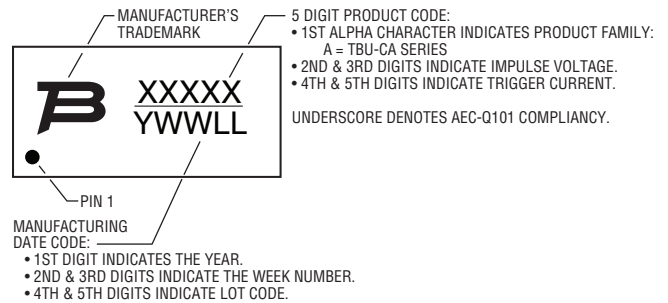 MANUFACTURER'S
TRADEMARK
5 DIGIT PRODUCT CODE:
• 1ST ALPHA CHARACTER INDICATES PRODUCT FAMILY:
A = TBU-CA SERIES
• 2ND & 3RD DIGITS INDICATE IMPULSE VOLTAGE.
• 4TH & 5TH DIGITS INDICATE TRIGGER CURRENT.
UNDERSCORE DENOTES AEC-Q101 COMPLIANCY.
XXXXX
YWWLL
PIN 1
MANUFACTURING
DATE CODE:
• 1ST DIGIT INDICATES THE YEAR.
• 2ND & 3RD DIGITS INDICATE THE WEEK NUMBER.
• 4TH & 5TH DIGITS INDICATE LOT CODE.